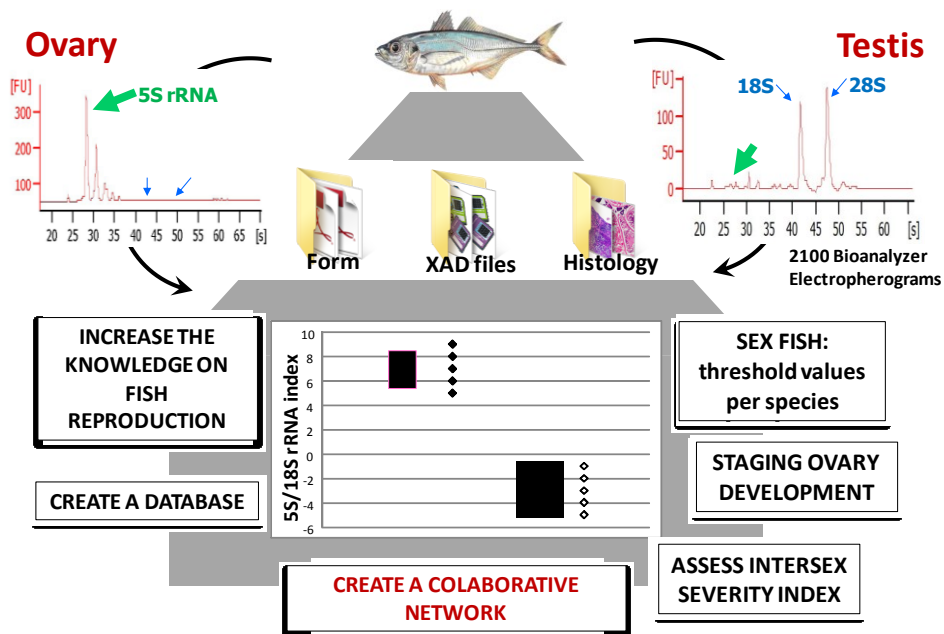 Ovary
Testis
[FU]
5S rRNA
300
200
100
20 25 30 35 40 45 50 55 60 65 [s]
[FU]
18S
28S
150
100
50
0
20 25 30 35 40 45 50 55 60 [s]
2100 Bioanalyzer
Electropherograms
Form
XAD files
Histology
INCREASE THE
KNOWLEDGE ON
FISH
REPRODUCTION
CREATE A DATABASE
5S/18S rRNA index
10
8
6
4
2
0
-2
-4
-6
SEX FISH:
threshold values
per species
STAGING OVARY
DEVELOPMENT
ASSESS INTERSEX
SEVERITY INDEX
CREATE A COLABORATIVE
NETWORK